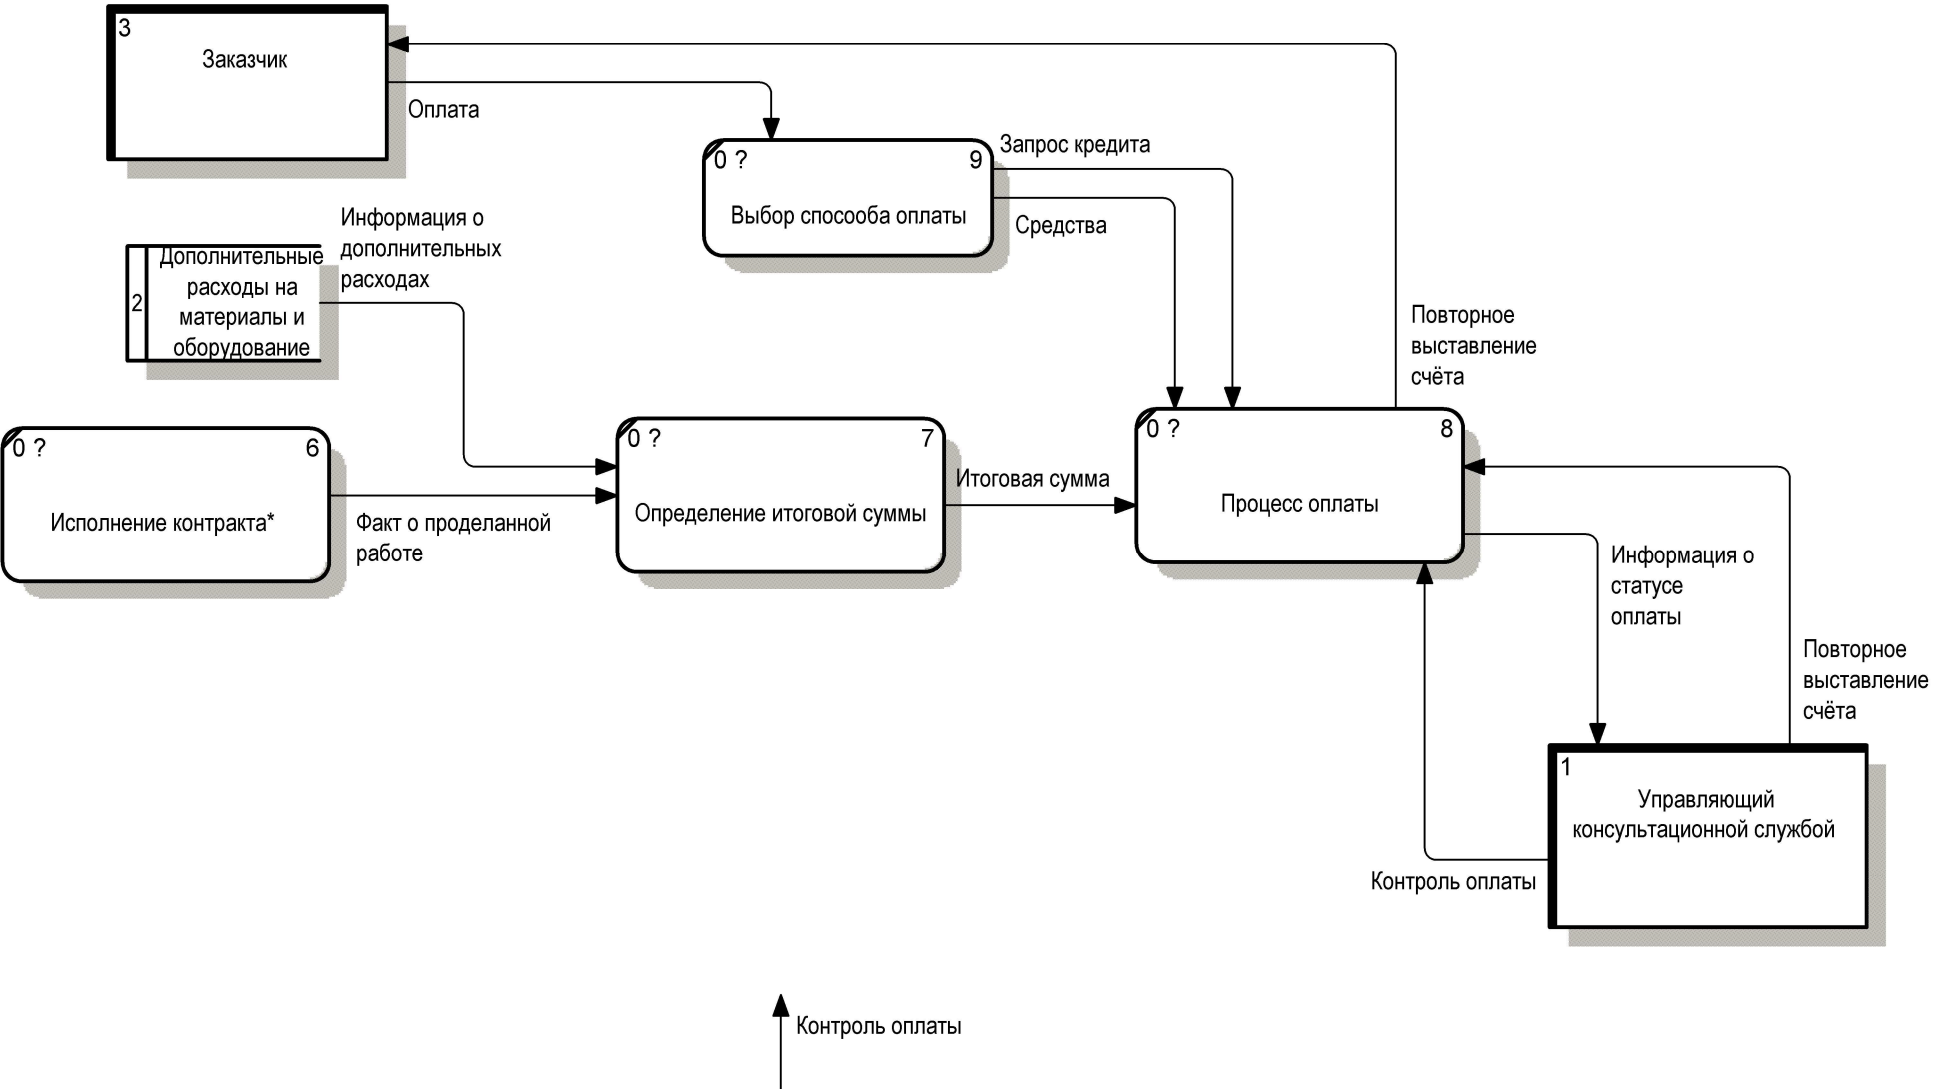 3
Заказчик
Оплата
0 ?
9
Выбор спосооба оплаты
Запрос кредита
Средства
Информация о
дополнительных
расходах
2
Дополнительные
расходы на
материалы и
оборудование
Повторное
выставление
счёта
0 ?
6
Исполнение контракта*
Факт о проделанной
работе
0 ?
7
Определение итоговой суммы
Итоговая сумма
0 ?
8
Процесс оплаты
Информация о
статусе
оплаты
Повторное
выставление
счёта
1
Управляющий
консультационной службой
Контроль оплаты
Контроль оплаты